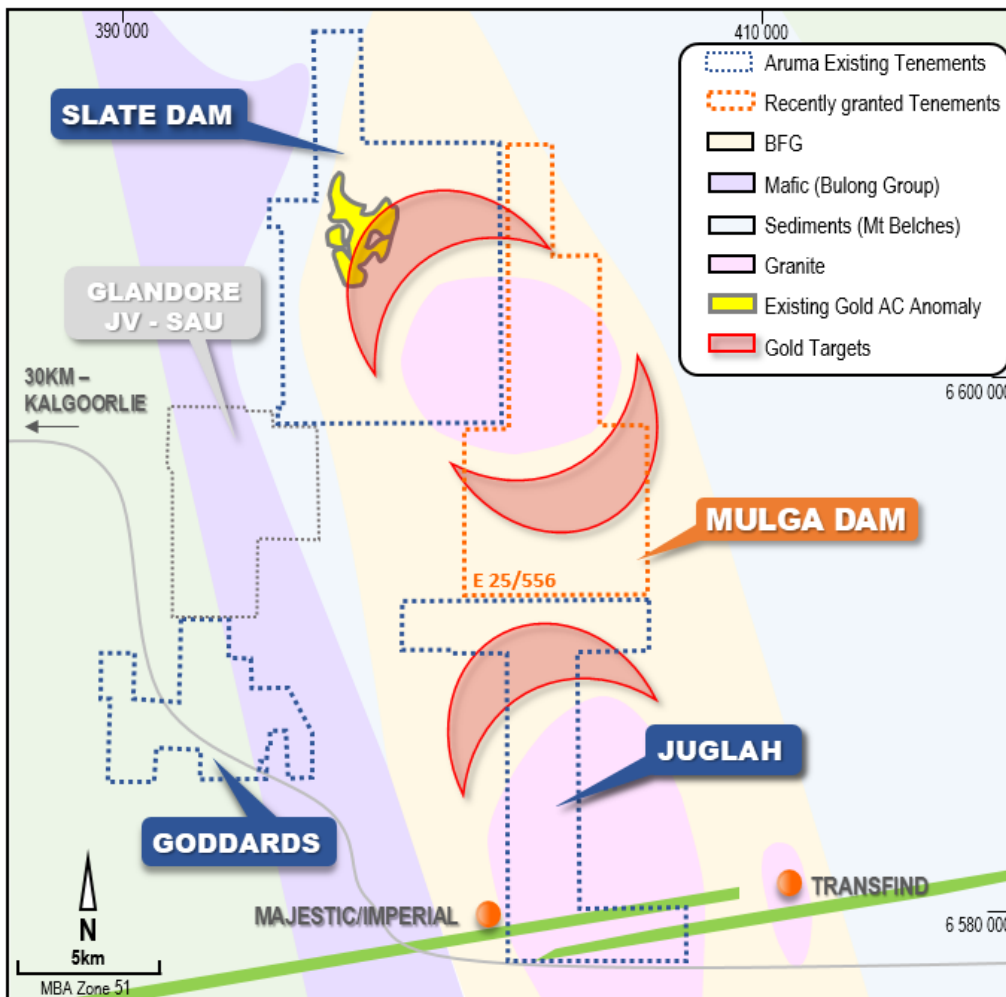 390 000
410 000
Aruma Existing Tenements
Recently granted Tenements
BFG
Mafic (Bulong Group)
Sediments (Mt Belches)
Granite
Existing Gold AC Anomaly
Gold Targets
SLATE DAM
GLANDORE
JV - SAU
30KM –
KALGOORLIE
6 600 000
MULGA DAM
E 25/556
JUGLAH
GODDARDS
MAJESTIC/IMPERIAL
TRANSFIND
6 580 000
N
5km
MBA Zone 51